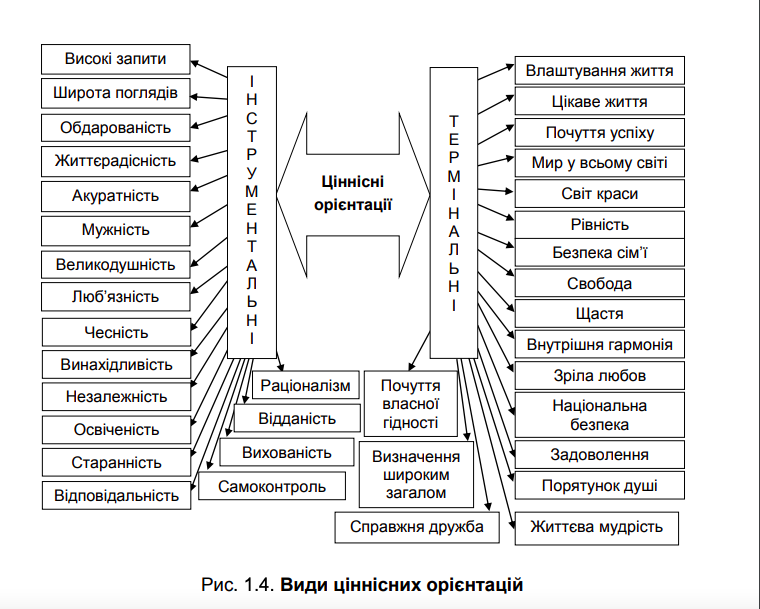 Високі запити
Широта поглядів
Обдарованість
Життєрадісність
Акуратність
Мужність
Великодушність
Люб'язність
Чесність
Винахідливість
Незалежність
Освіченість
Старанність
Відповідальність
ІНСТРУМЕНТАЛЬНІ
Раціоналізм
Відданість
Вихованість
Самоконтроль
Ціннісні
орієнтації
ТЕРМІНАЛЬНІ
Почуття
власної
гідності
Визначення
широким
загалом
Справжня дружба
Влаштування життя
Цікаве життя
Почуття успіху
Мир у всьому світі
Світ краси
Рівність
Безпека сім'ї
Свобода
Щастя
Внутрішня гармонія
Зріла любов
Національна
безпека
Задоволення
Порятунок душі
Життєва мудрість
Рис. 1.4. Види ціннісних орієнтацій